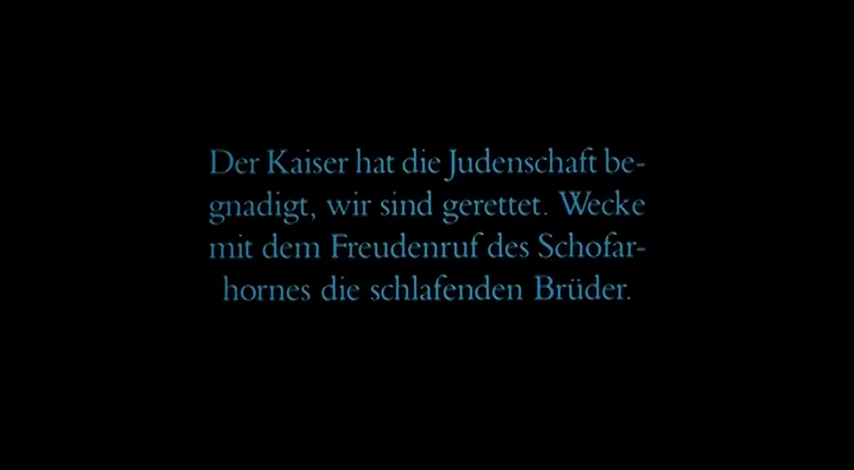 Der Kaiser hat die Judenschaft be-
gnadigt, wir sind gerettet. Wecke
mit dem Freudenruf des Schofar-
hornes die schlafenden Brüder.